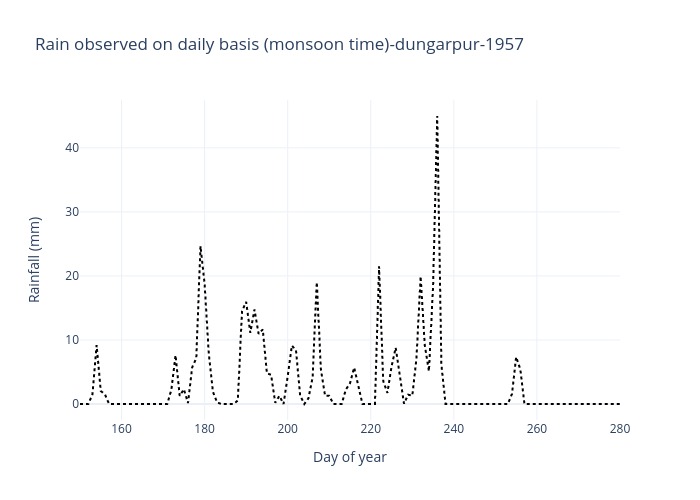 Rain observed on daily basis (monsoon time)-dungarpur-1957
Rainfall (mm)
40
30
20
10
0
160 180 200 220 240 260 280
Day of year